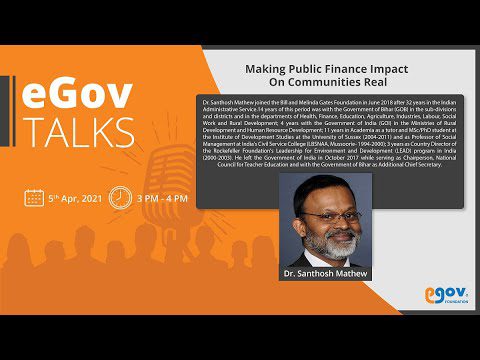 eGov
TALKS
5th Apr, 2021
3 PM - 4 PM
Making Public Finance Impact
On Communities Real
Dr. Santhosh Mathew joined the Bill and Melinda Gates Foundation in June 2018 after 32 years in the Indian
Administrative Service.14 years of this period was with the Government of Bihar (GOB) in the sub-divisions
and districts and in the departments of Health, Finance, Education, Agriculture, Industries, Labour, Social
Work and Rural Development; 4 years with the Government of India (GOI) in the Ministries of Rural
Development and Human Resource Development; 11 years in Academia as a tutor and MSc/PhD student at
the Institute of Development Studies at the University of Sussex (2004-2011) and as Professor of Social
Management at India's Civil Service College (LBSNAA, Mussoorie- 1994-2000); 3 years as Country Director of
the Rockefeller Foundation's Leadership for Environment and Development (LEAD) program in India
(2000-2003). He left the Government of India in October 2017 while serving as Chairperson, National
Council for Teacher Education and with the Government of Bihar as Additional Chief Secretary.
Dr. Santhosh Mathew
egov.
FOUNDATION